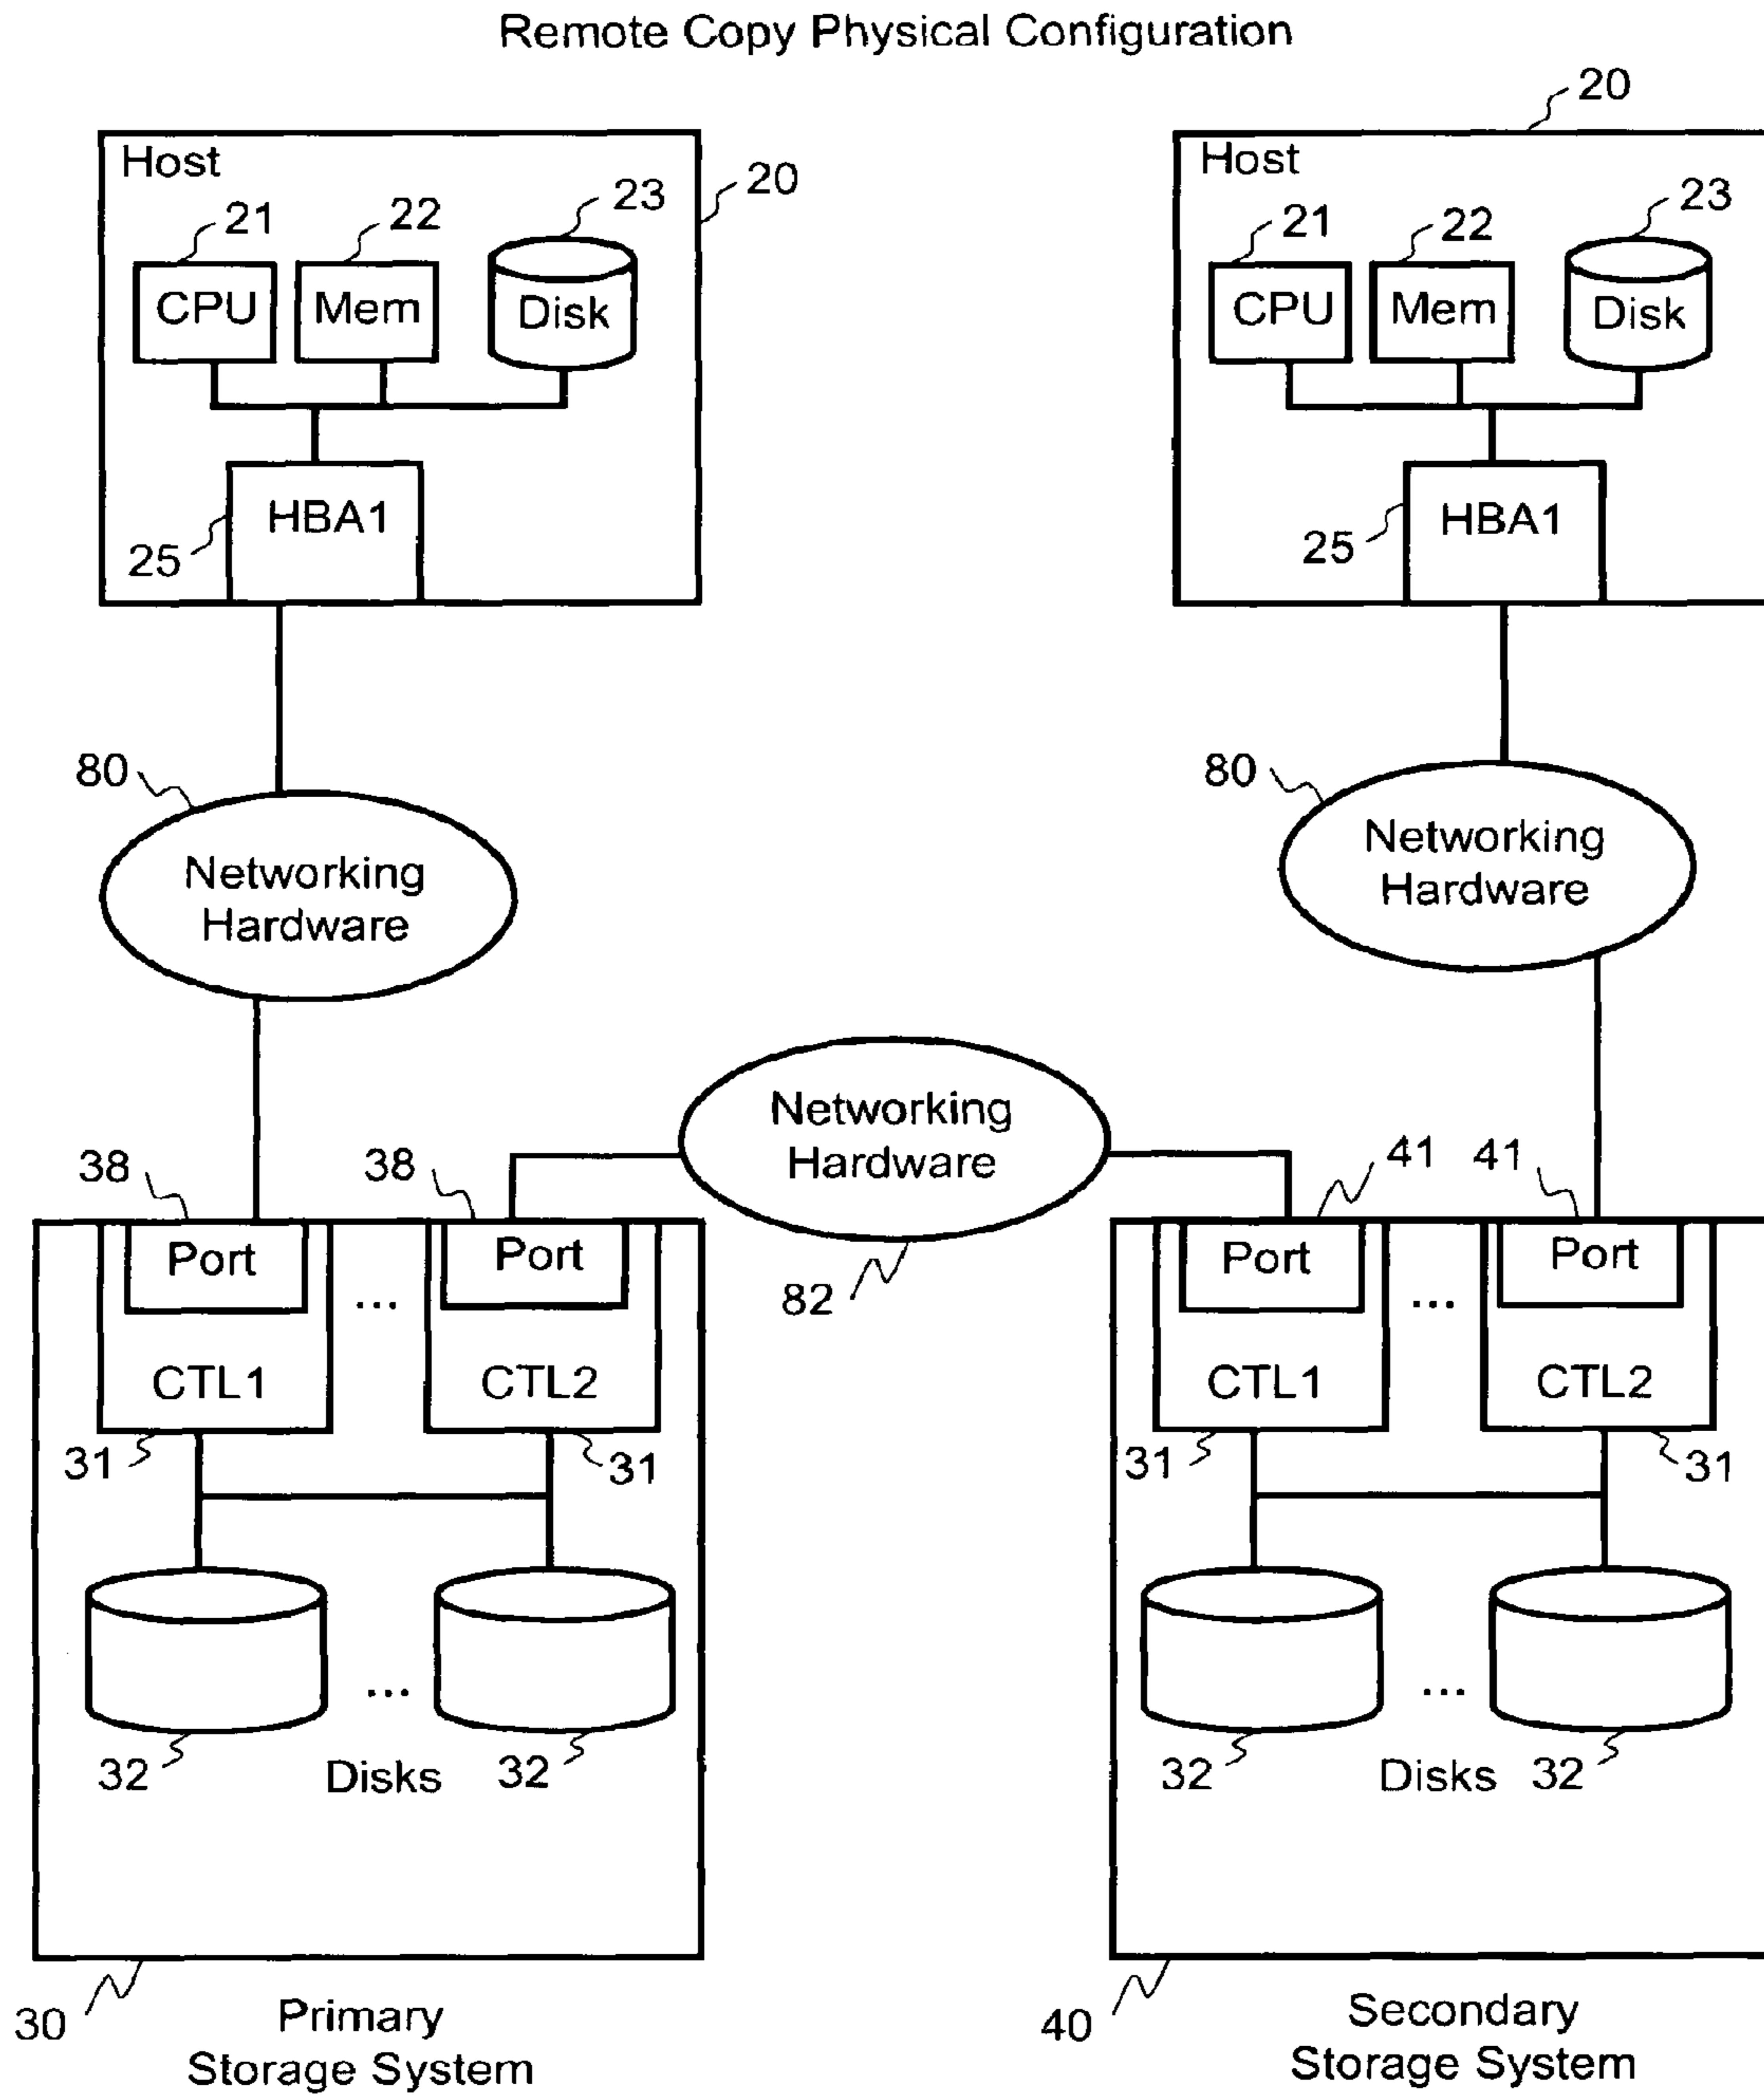 Remote Copy Physical Configuration
20
Host
20
21
22
23
CPU
Mem
Disk
HBA1
25
Host
21
22
23
CPU
Mem
Disk
HBA1
25
80
Networking
Hardware
80
Networking
Hardware
Networking
Hardware
82
38
38
41
41
Port
Port
...
CTL1
CTL2
31
31
Port
Port
...
CTL1
CTL2
31
31
...
32
Disks
32
...
32
Disks
32
30
Primary
Storage System
40
Secondary
Storage System